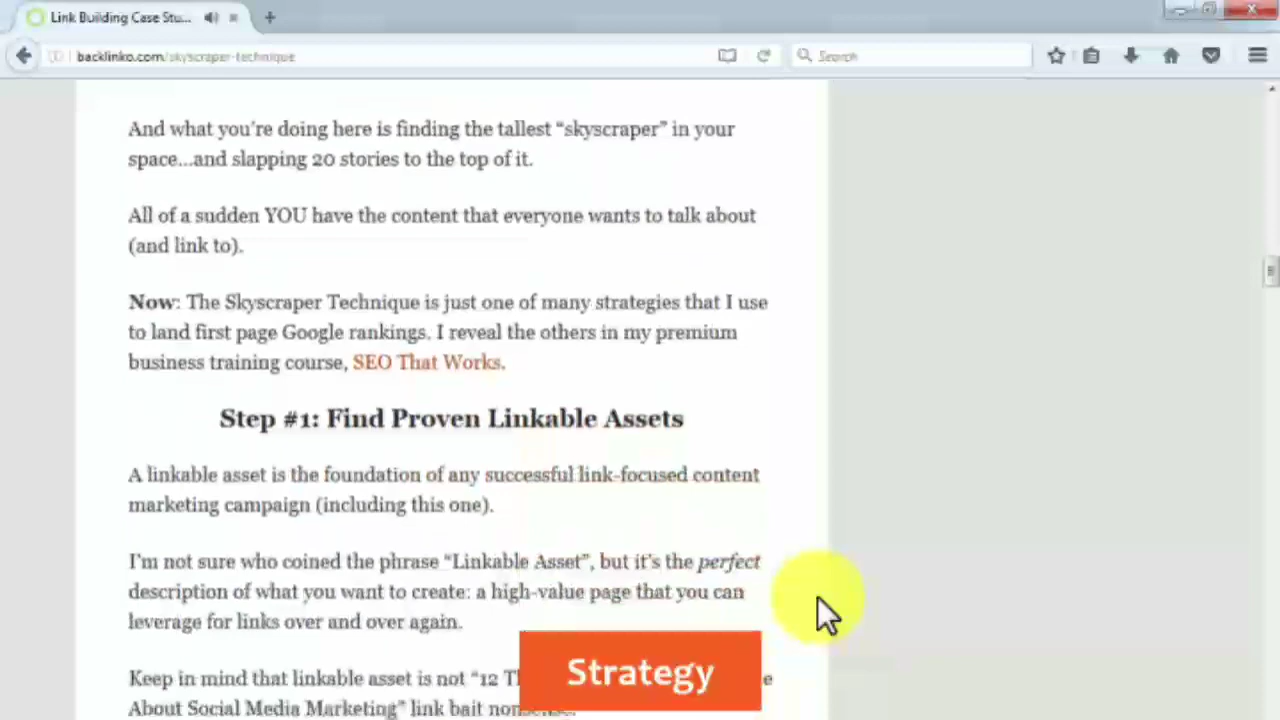 Link Building Case Stu...
backlinko.com/skyscraper-technique
Search
And what you're doing here is finding the tallest “skyscraper” in your
space...and slapping 20 stories to the top of it.
All of a sudden YOU have the content that everyone wants to talk about
(and link to).
Now: The Skyscraper Technique is just one of many strategies that I use
to land first page Google rankings. I reveal the others in my premium
business training course, SEO That Works.
Step #1: Find Proven Linkable Assets
A linkable asset is the foundation of any successful link-focused content
marketing campaign (including this one).
I'm not sure who coined the phrase “Linkable Asset”, but it's the perfect
description of what you want to create: a high-value page that you can
leverage for links over and over again.
Keep in mind that linkable asset is not “12
About Social Media Marketing” link bait
Strategy